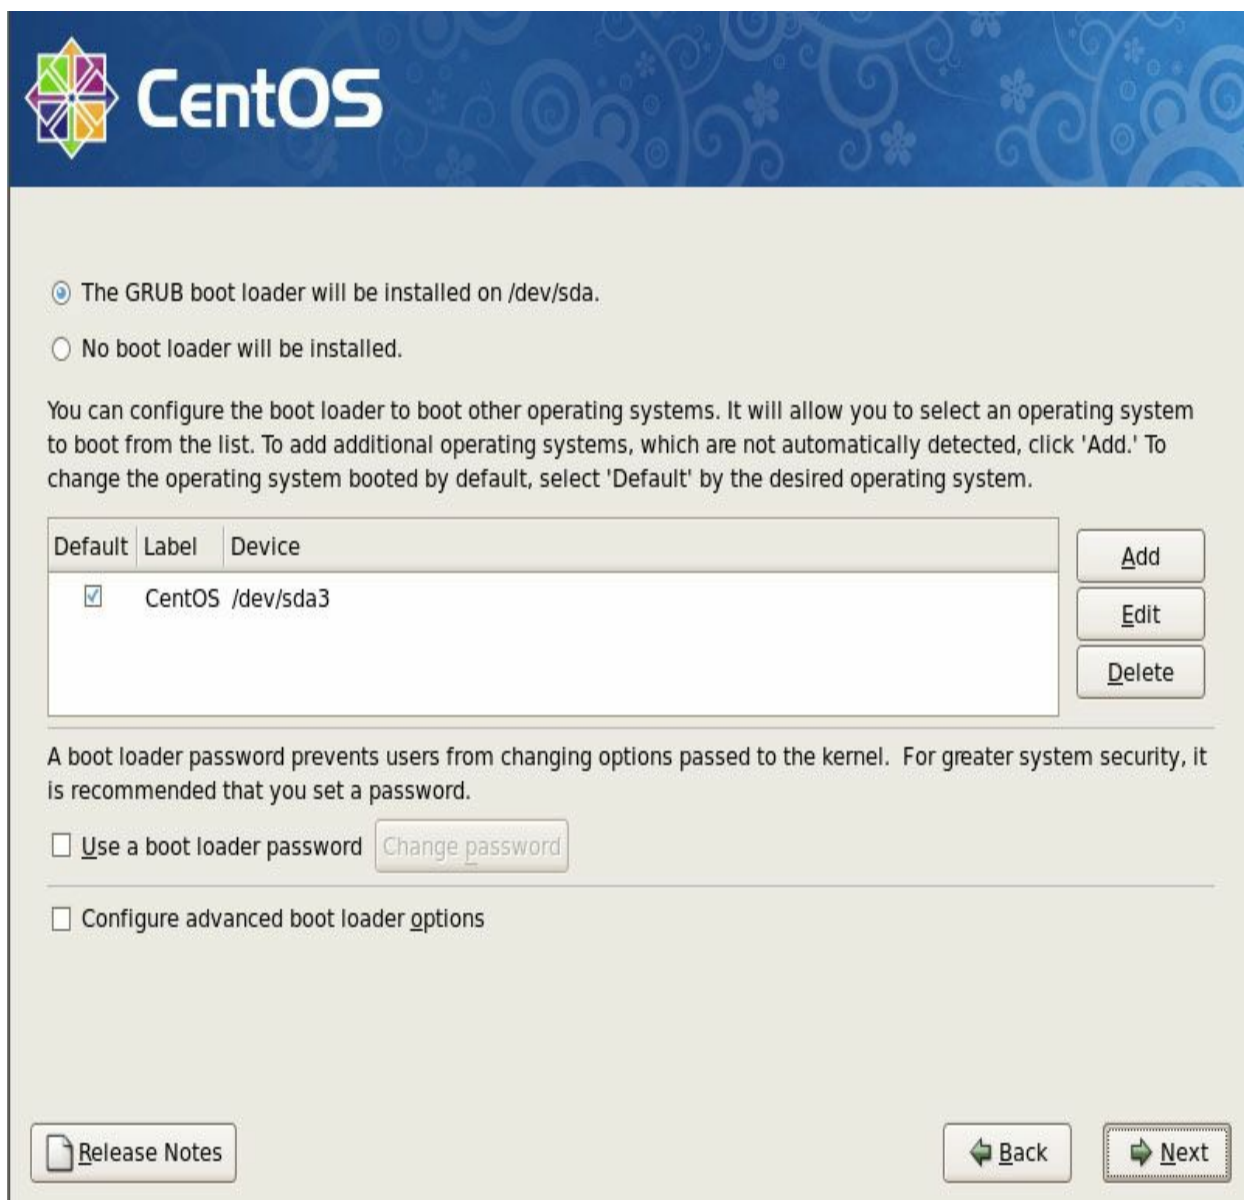 CentOS
The GRUB boot loader will be installed on /dev/sda.
No boot loader will be installed.
You can configure the boot loader to boot other operating systems. It will allow you to select an operating system
to boot from the list. To add additional operating systems, which are not automatically detected, click 'Add.' To
change the operating system booted by default, select 'Default' by the desired operating system.
Default Label Device
CentOS /dev/sda3
Add
Edit
Delete
A boot loader password prevents users from changing options passed to the kernel.  For greater system security, it
is recommended that you set a password.
Use a boot loader password Change password
Configure advanced boot loader options
Release Notes Back Next